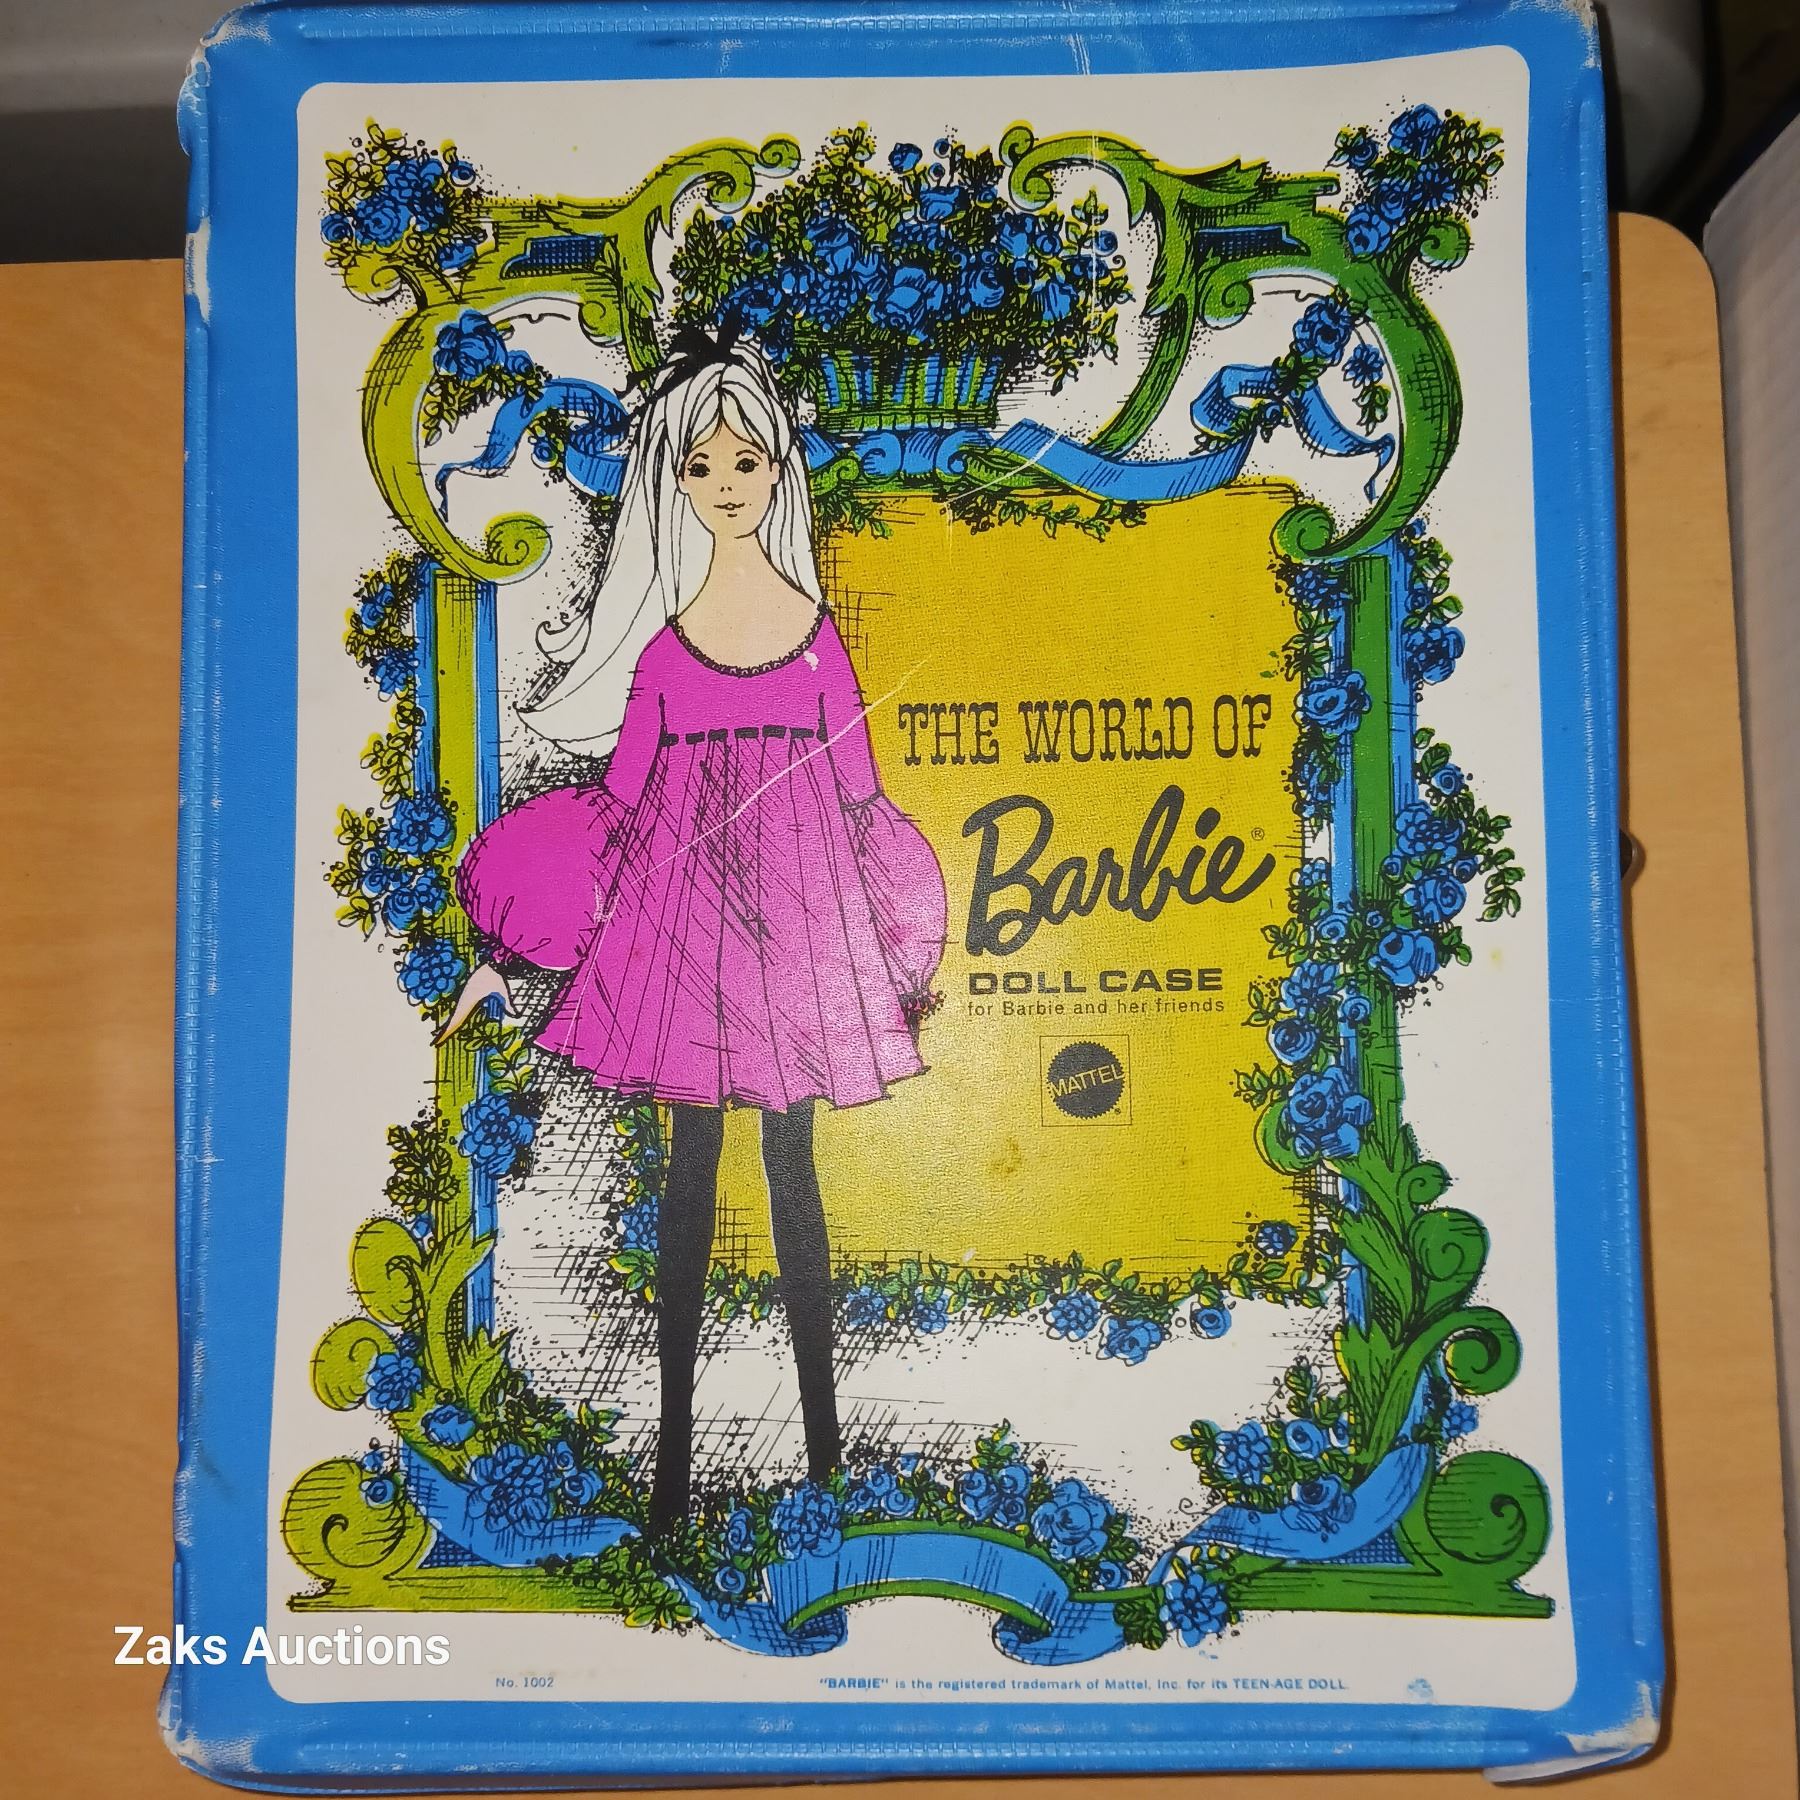 THE WORLD OF
Barbie®
DOLL CASE
for Barbie and her friends
MATTEL
No. 1002
"BARBIE" is the registered trademark of Mattel, Inc. for its TEEN-AGE DOLL.
Zaks Auctions